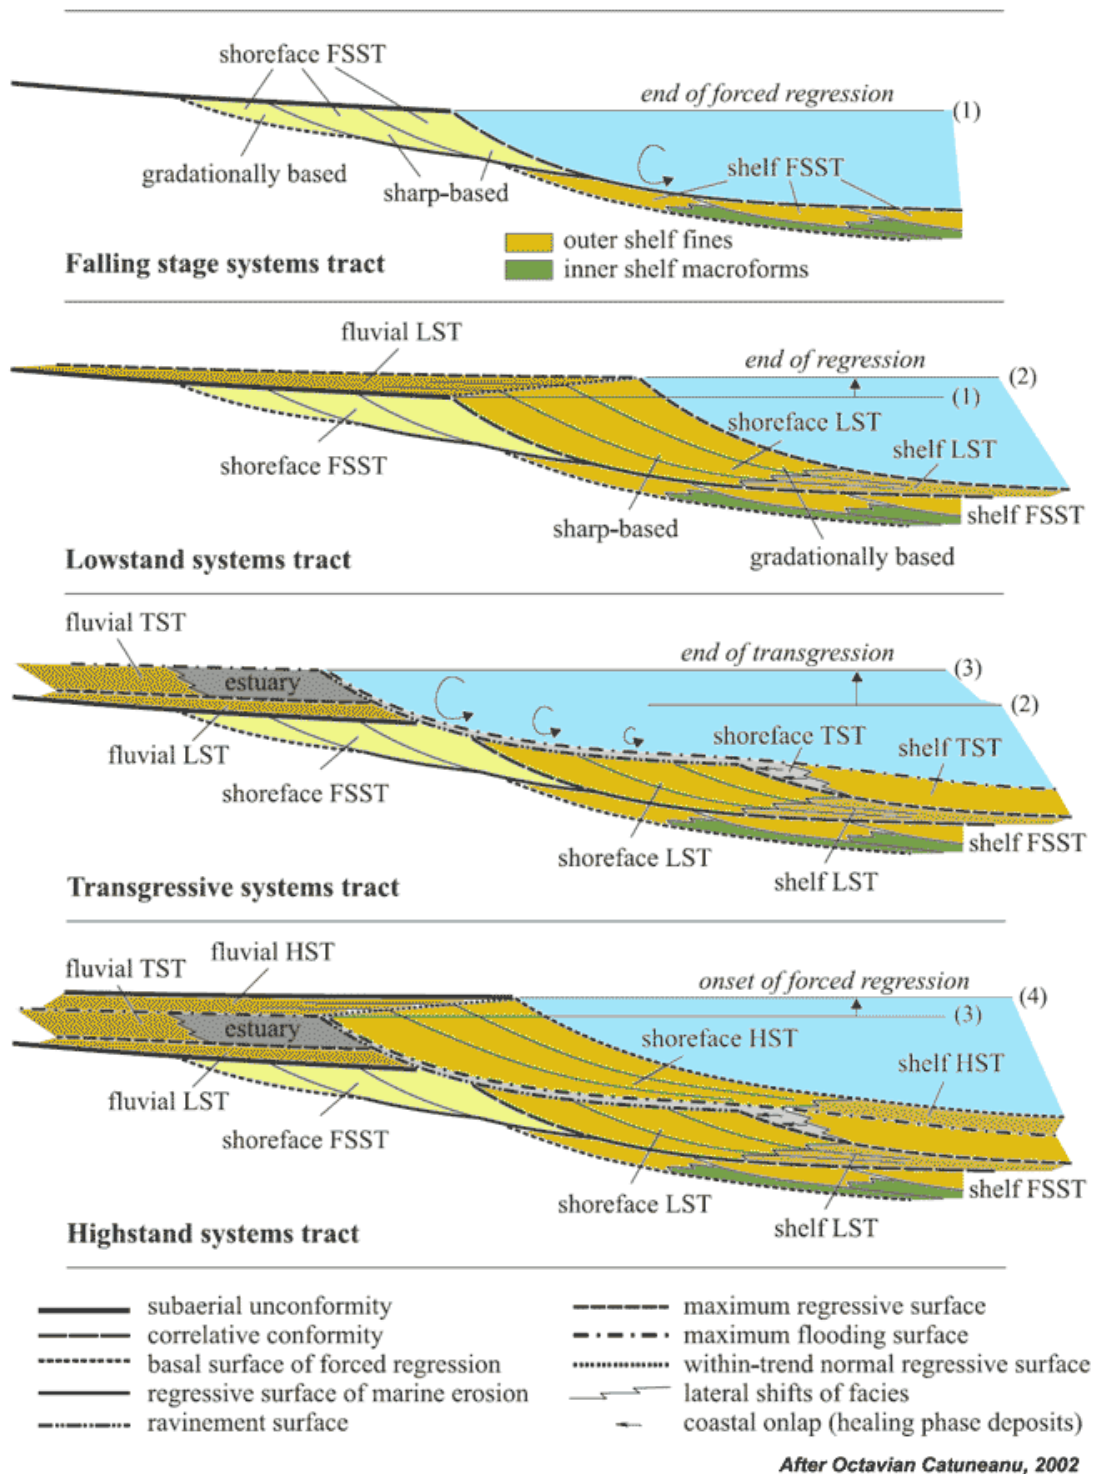 shoreface FSST
end of forced regression
(1)
gradationally based
sharp-based
shelf FSST
outer shelf fines
inner shelf macroforms
Falling stage systems tract
fluvial LST
end of regression
(2)
(1)
shoreface LST
shelf LST
shoreface FSST
shelf FSST
sharp-based
gradationally based
Lowstand systems tract
fluvial TST
end of transgression
(3)
estuary
(2)
shoreface TST
shelf TST
fluvial LST
shoreface FSST
shelf FSST
shoreface LST
shelf LST
Transgressive systems tract
fluvial HST
fluvial TST
onset of forced regression
(4)
(3)
estuary
shoreface HST
shelf HST
fluvial LST
shoreface FSST
shelf FSST
shoreface LST
shelf LST
Highstand systems tract
subaerial unconformity
correlative conformity
basal surface of forced regression
regressive surface of marine erosion
ravinement surface
maximum regressive surface
maximum flooding surface
within-trend normal regressive surface
lateral shifts of facies
coastal onlap (healing phase deposits)
After Octavian Catuneanu, 2002